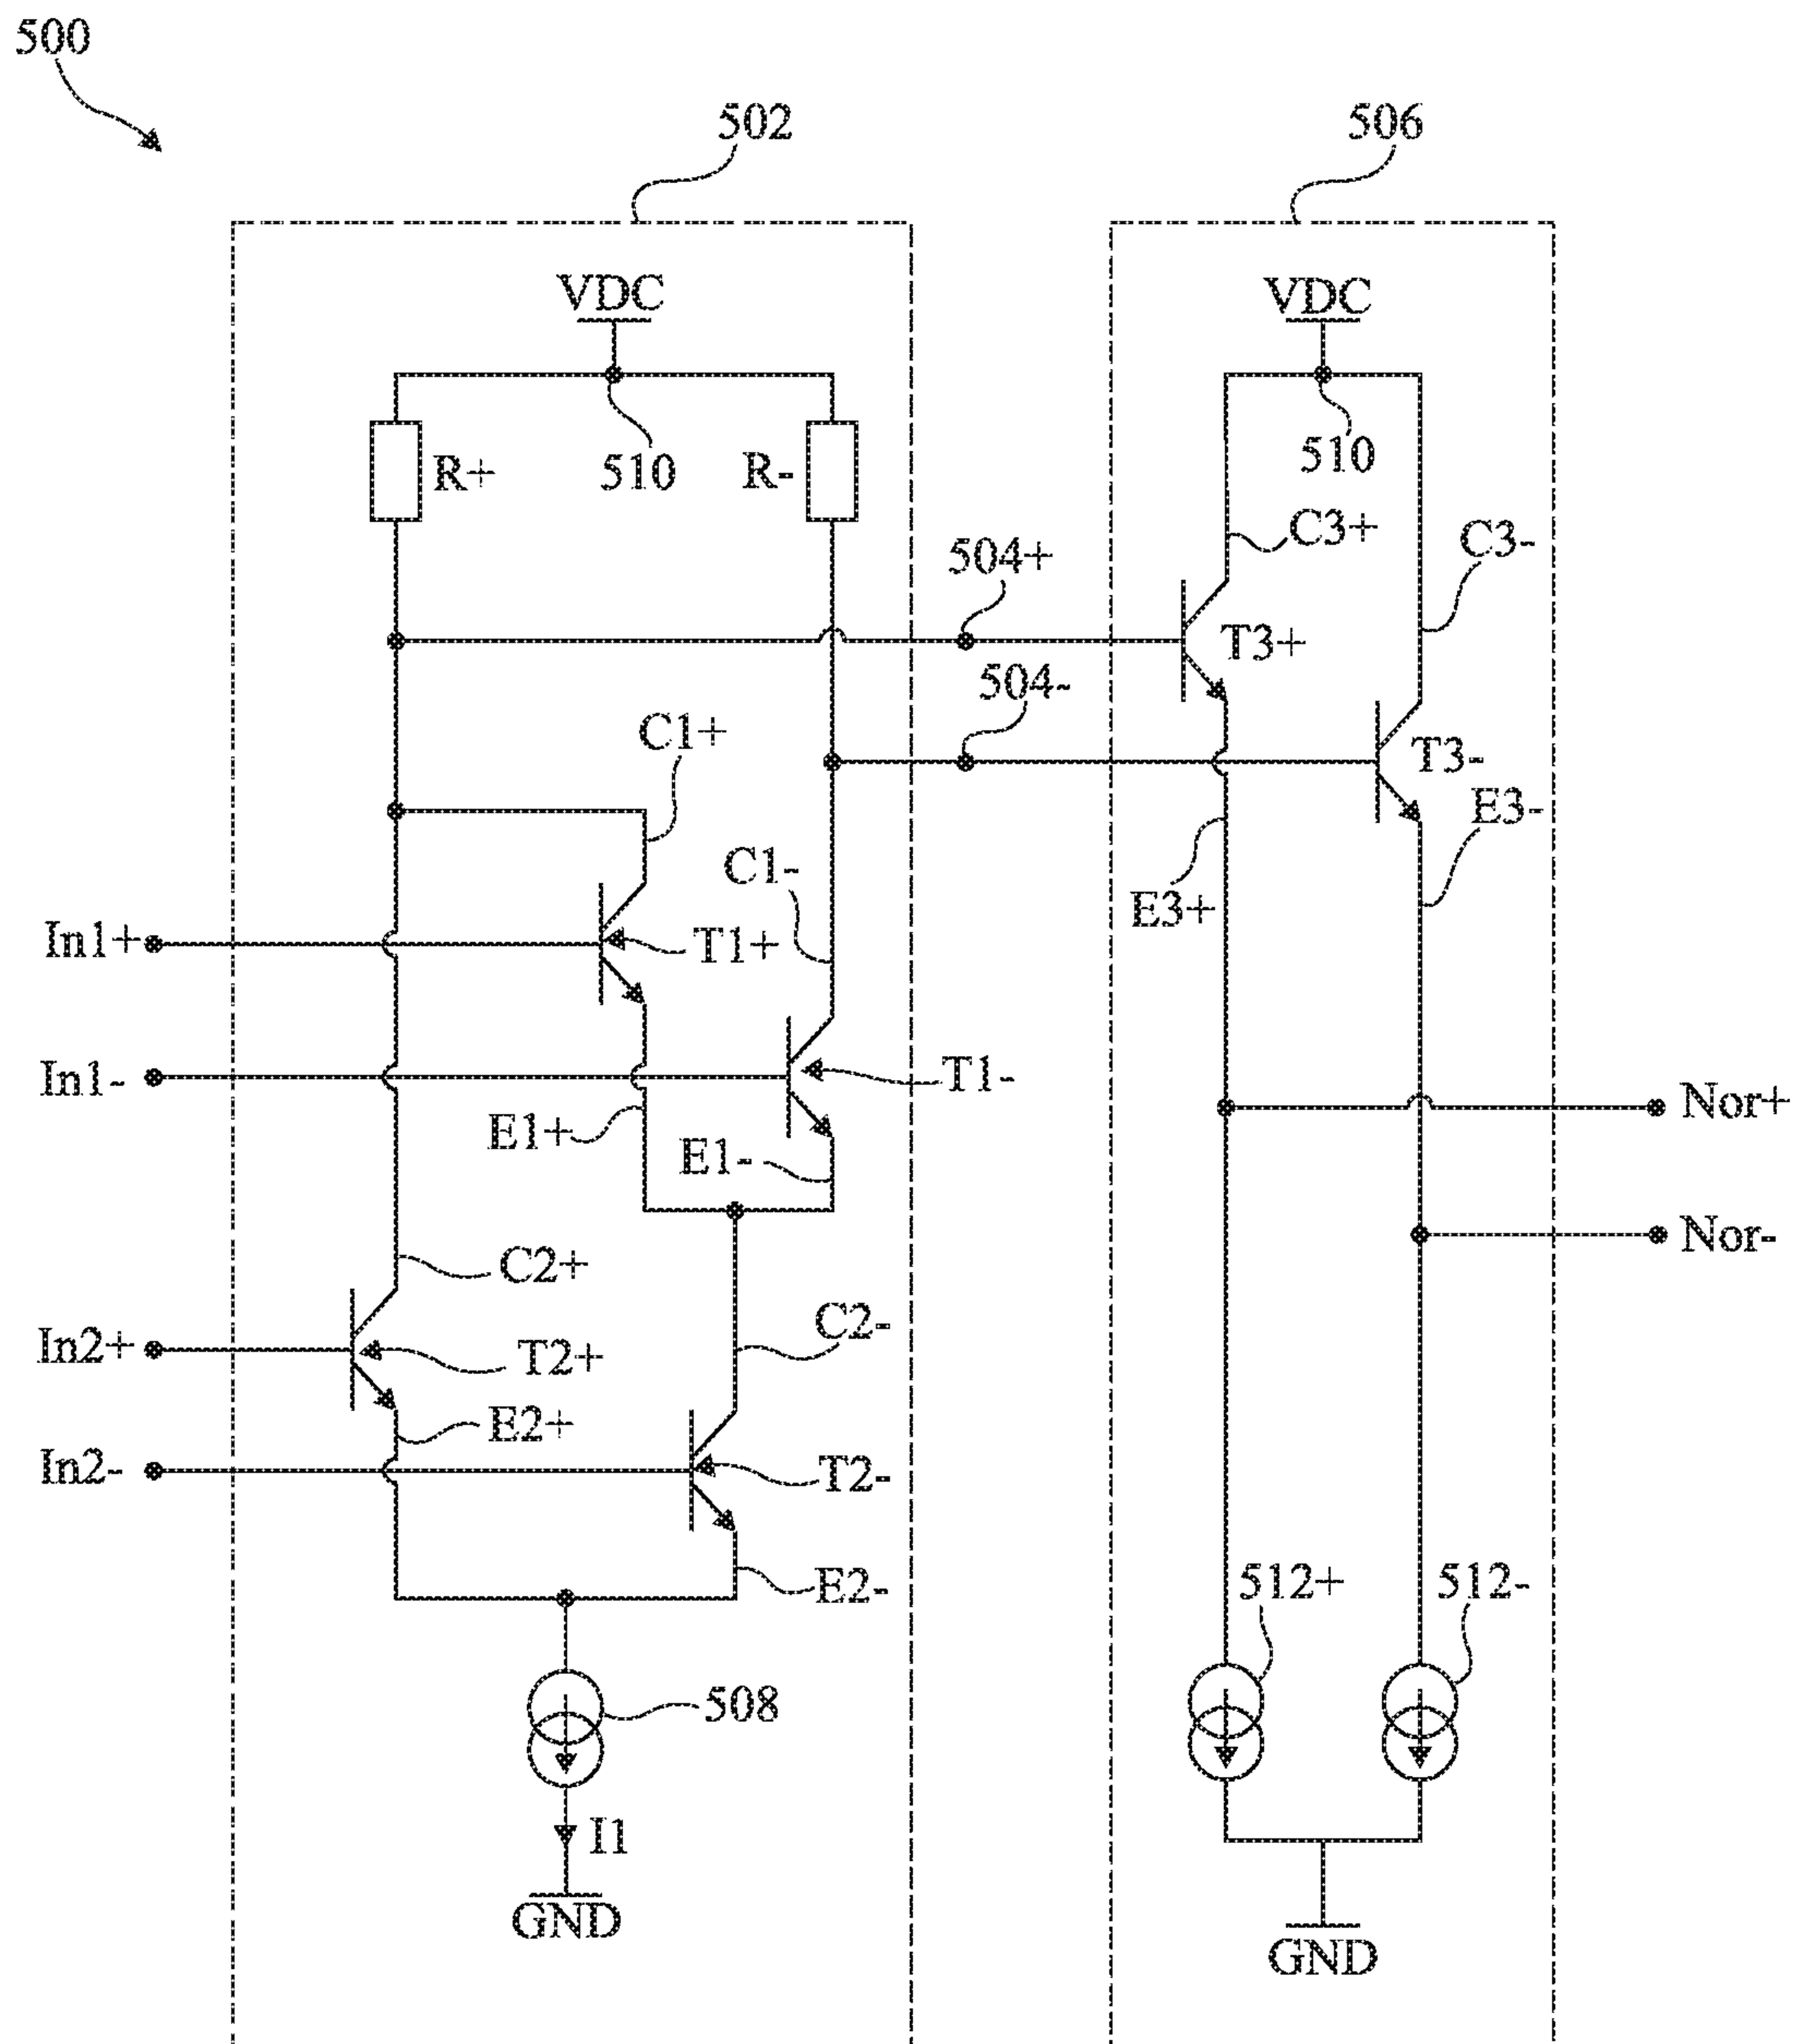 500
502
506
VDC
VDC
R+
510
R-
510
C3+
C3-
504+
T3+
504-
C1+
T3-
E3-
C1-
E3+
In1+
T1+
In1-
T1-
E1+
E1-
Nor+
Nor-
C2+
C2-
In2+
T2+
E2+
In2-
T2-
E2-
512+
512-
508
I1
GND
GND